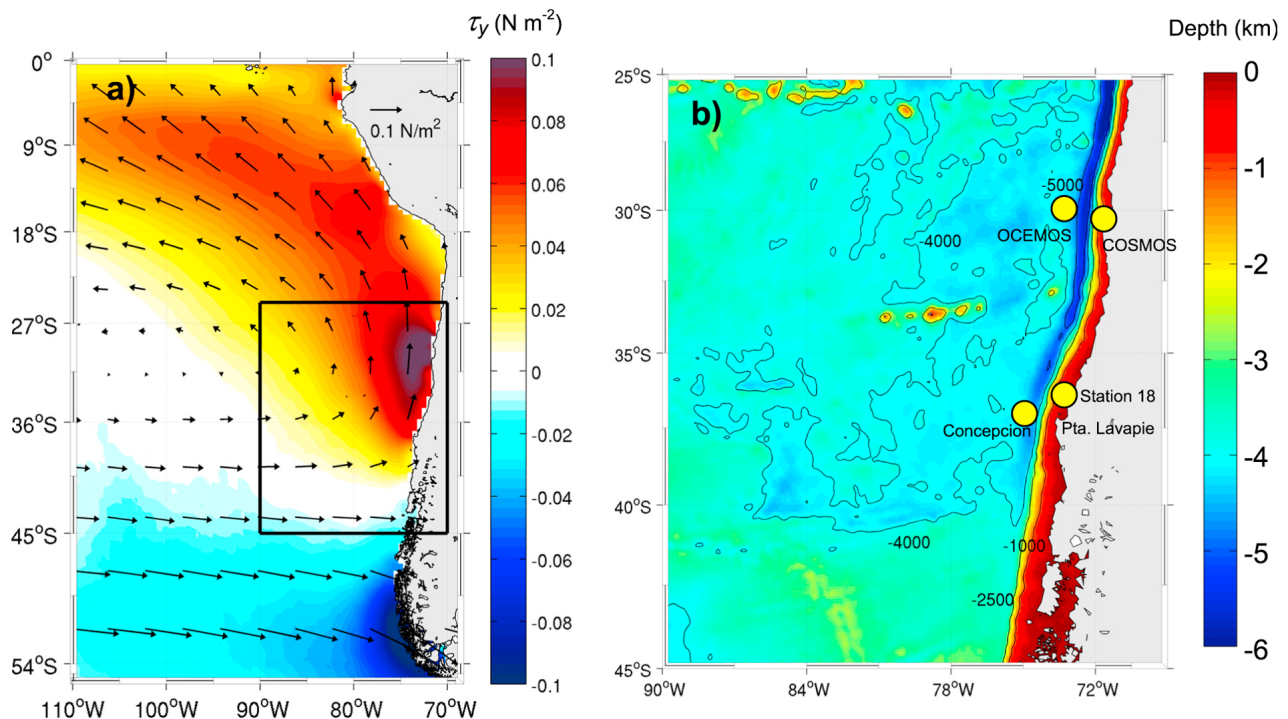 τy (N m-2)
a)
0.1 N/m2
0°
9°S
18°S
27°S
36°S
45°S
54°S
110°W 100°W 90°W 80°W 70°W
0.1
0.08
0.06
0.04
0.02
0
-0.02
-0.04
-0.06
-0.08
-0.1
Depth (km)
b)
25°S
30°S
35°S
40°S
45°S
90°W 84°W 78°W 72°W
-5000
OCEMOS
COSMOS
-4000
Station 18
Concepcion
Pta. Lavapie
-4000
-1000
-2500
0
-1
-2
-3
-4
-5
-6